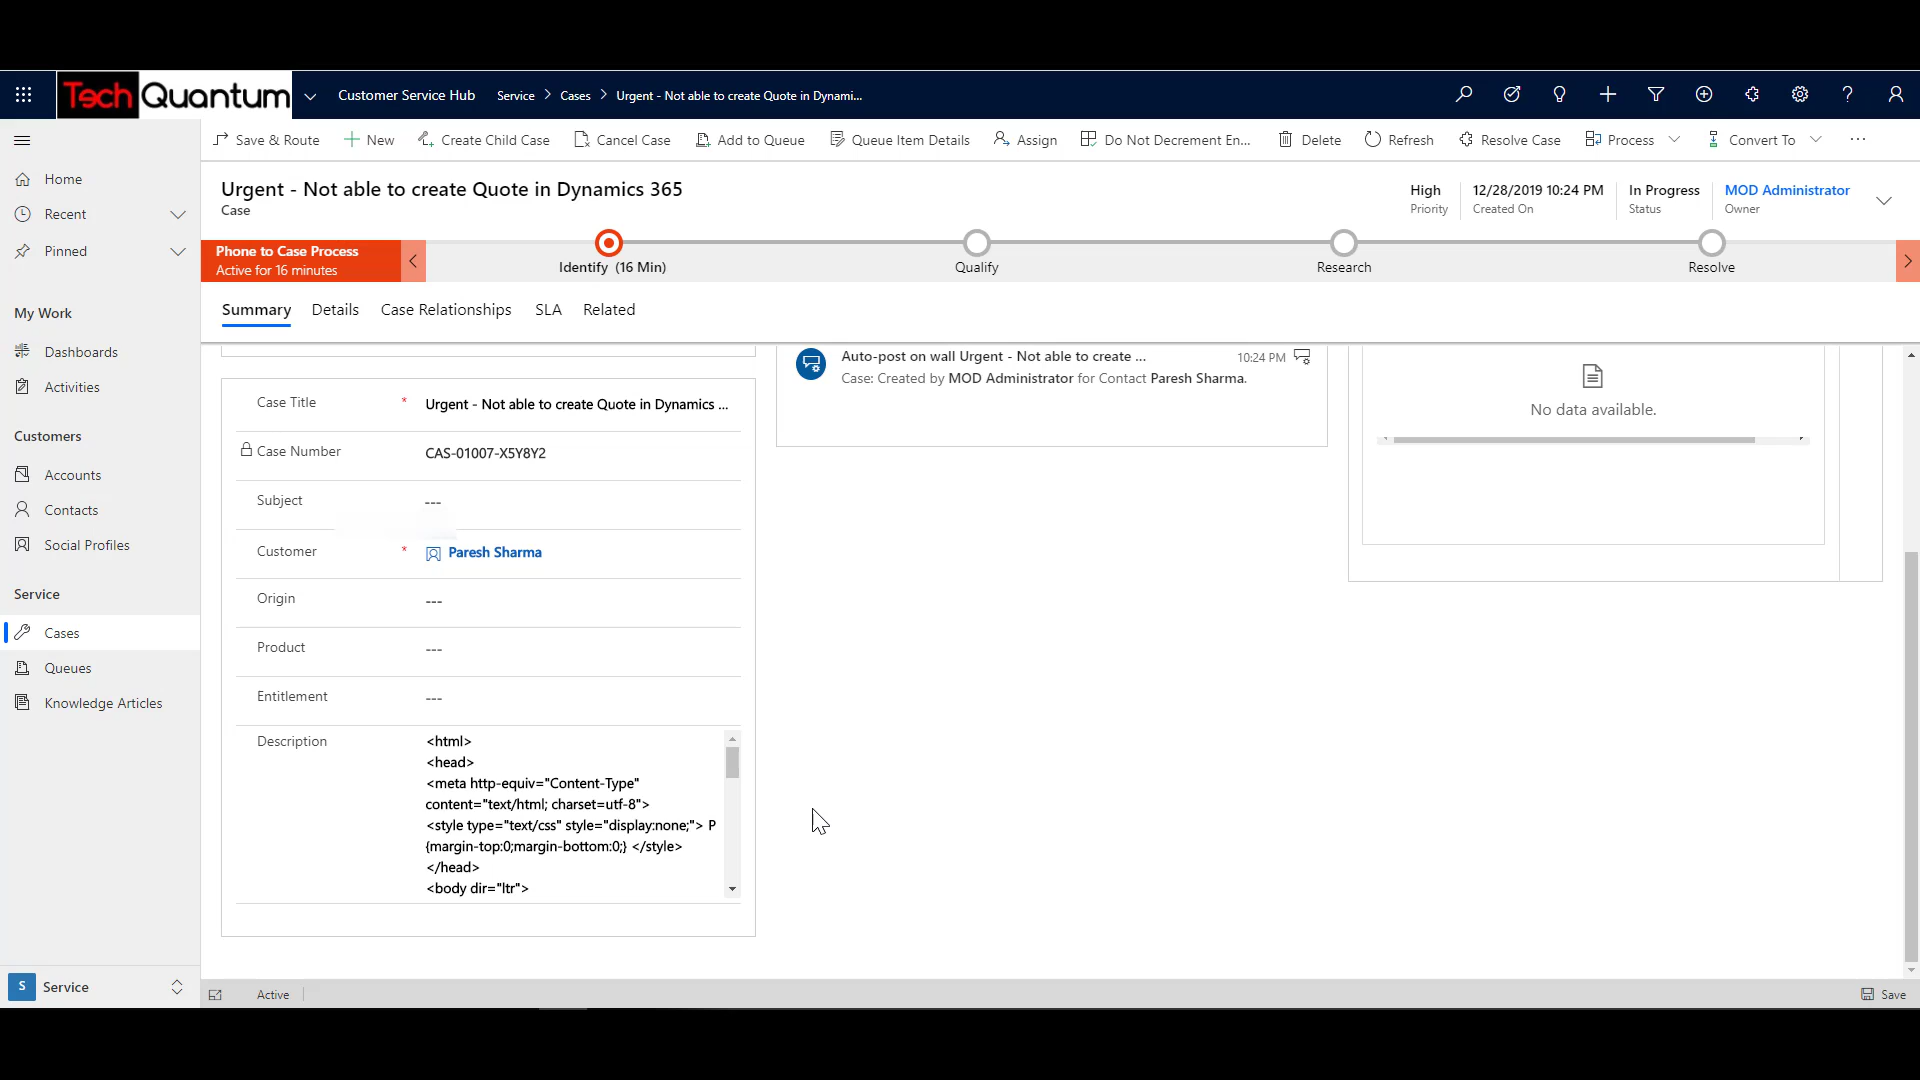 Tech Quantum
Customer Service Hub
Service > Cases > Urgent - Not able to create Quote in Dynami...
Save & Route
New
Create Child Case
Cancel Case
Add to Queue
Queue Item Details
Assign
Do Not Decrement En...
Delete
Refresh
Resolve Case
Process
Convert To
Home
Recent
Pinned
My Work
Dashboards
Activities
Customers
Accounts
Contacts
Social Profiles
Service
Cases
Queues
Knowledge Articles
S Service
Urgent - Not able to create Quote in Dynamics 365
Case
High
Priority
12/28/2019 10:24 PM
Created On
In Progress
Status
MOD Administrator
Owner
Phone to Case Process
Active for 16 minutes
Identify (16 Min)
Qualify
Research
Resolve
Summary
Details
Case Relationships
SLA
Related
Case Title * Urgent - Not able to create Quote in Dynamics ...
Case Number CAS-01007-X5Y8Y2
Subject ---
Customer * Paresh Sharma
Origin ---
Product ---
Entitlement ---
Description
<html>
<head>
<meta http-equiv="Content-Type"
content="text/html; charset=utf-8">
<style type="text/css" style="display:none;"> P
{margin-top:0;margin-bottom:0;} </style>
</head>
<body dir="ltr">
Auto-post on wall Urgent - Not able to create ...
10:24 PM
Case: Created by MOD Administrator for Contact Paresh Sharma.
No data available.
Active
Save